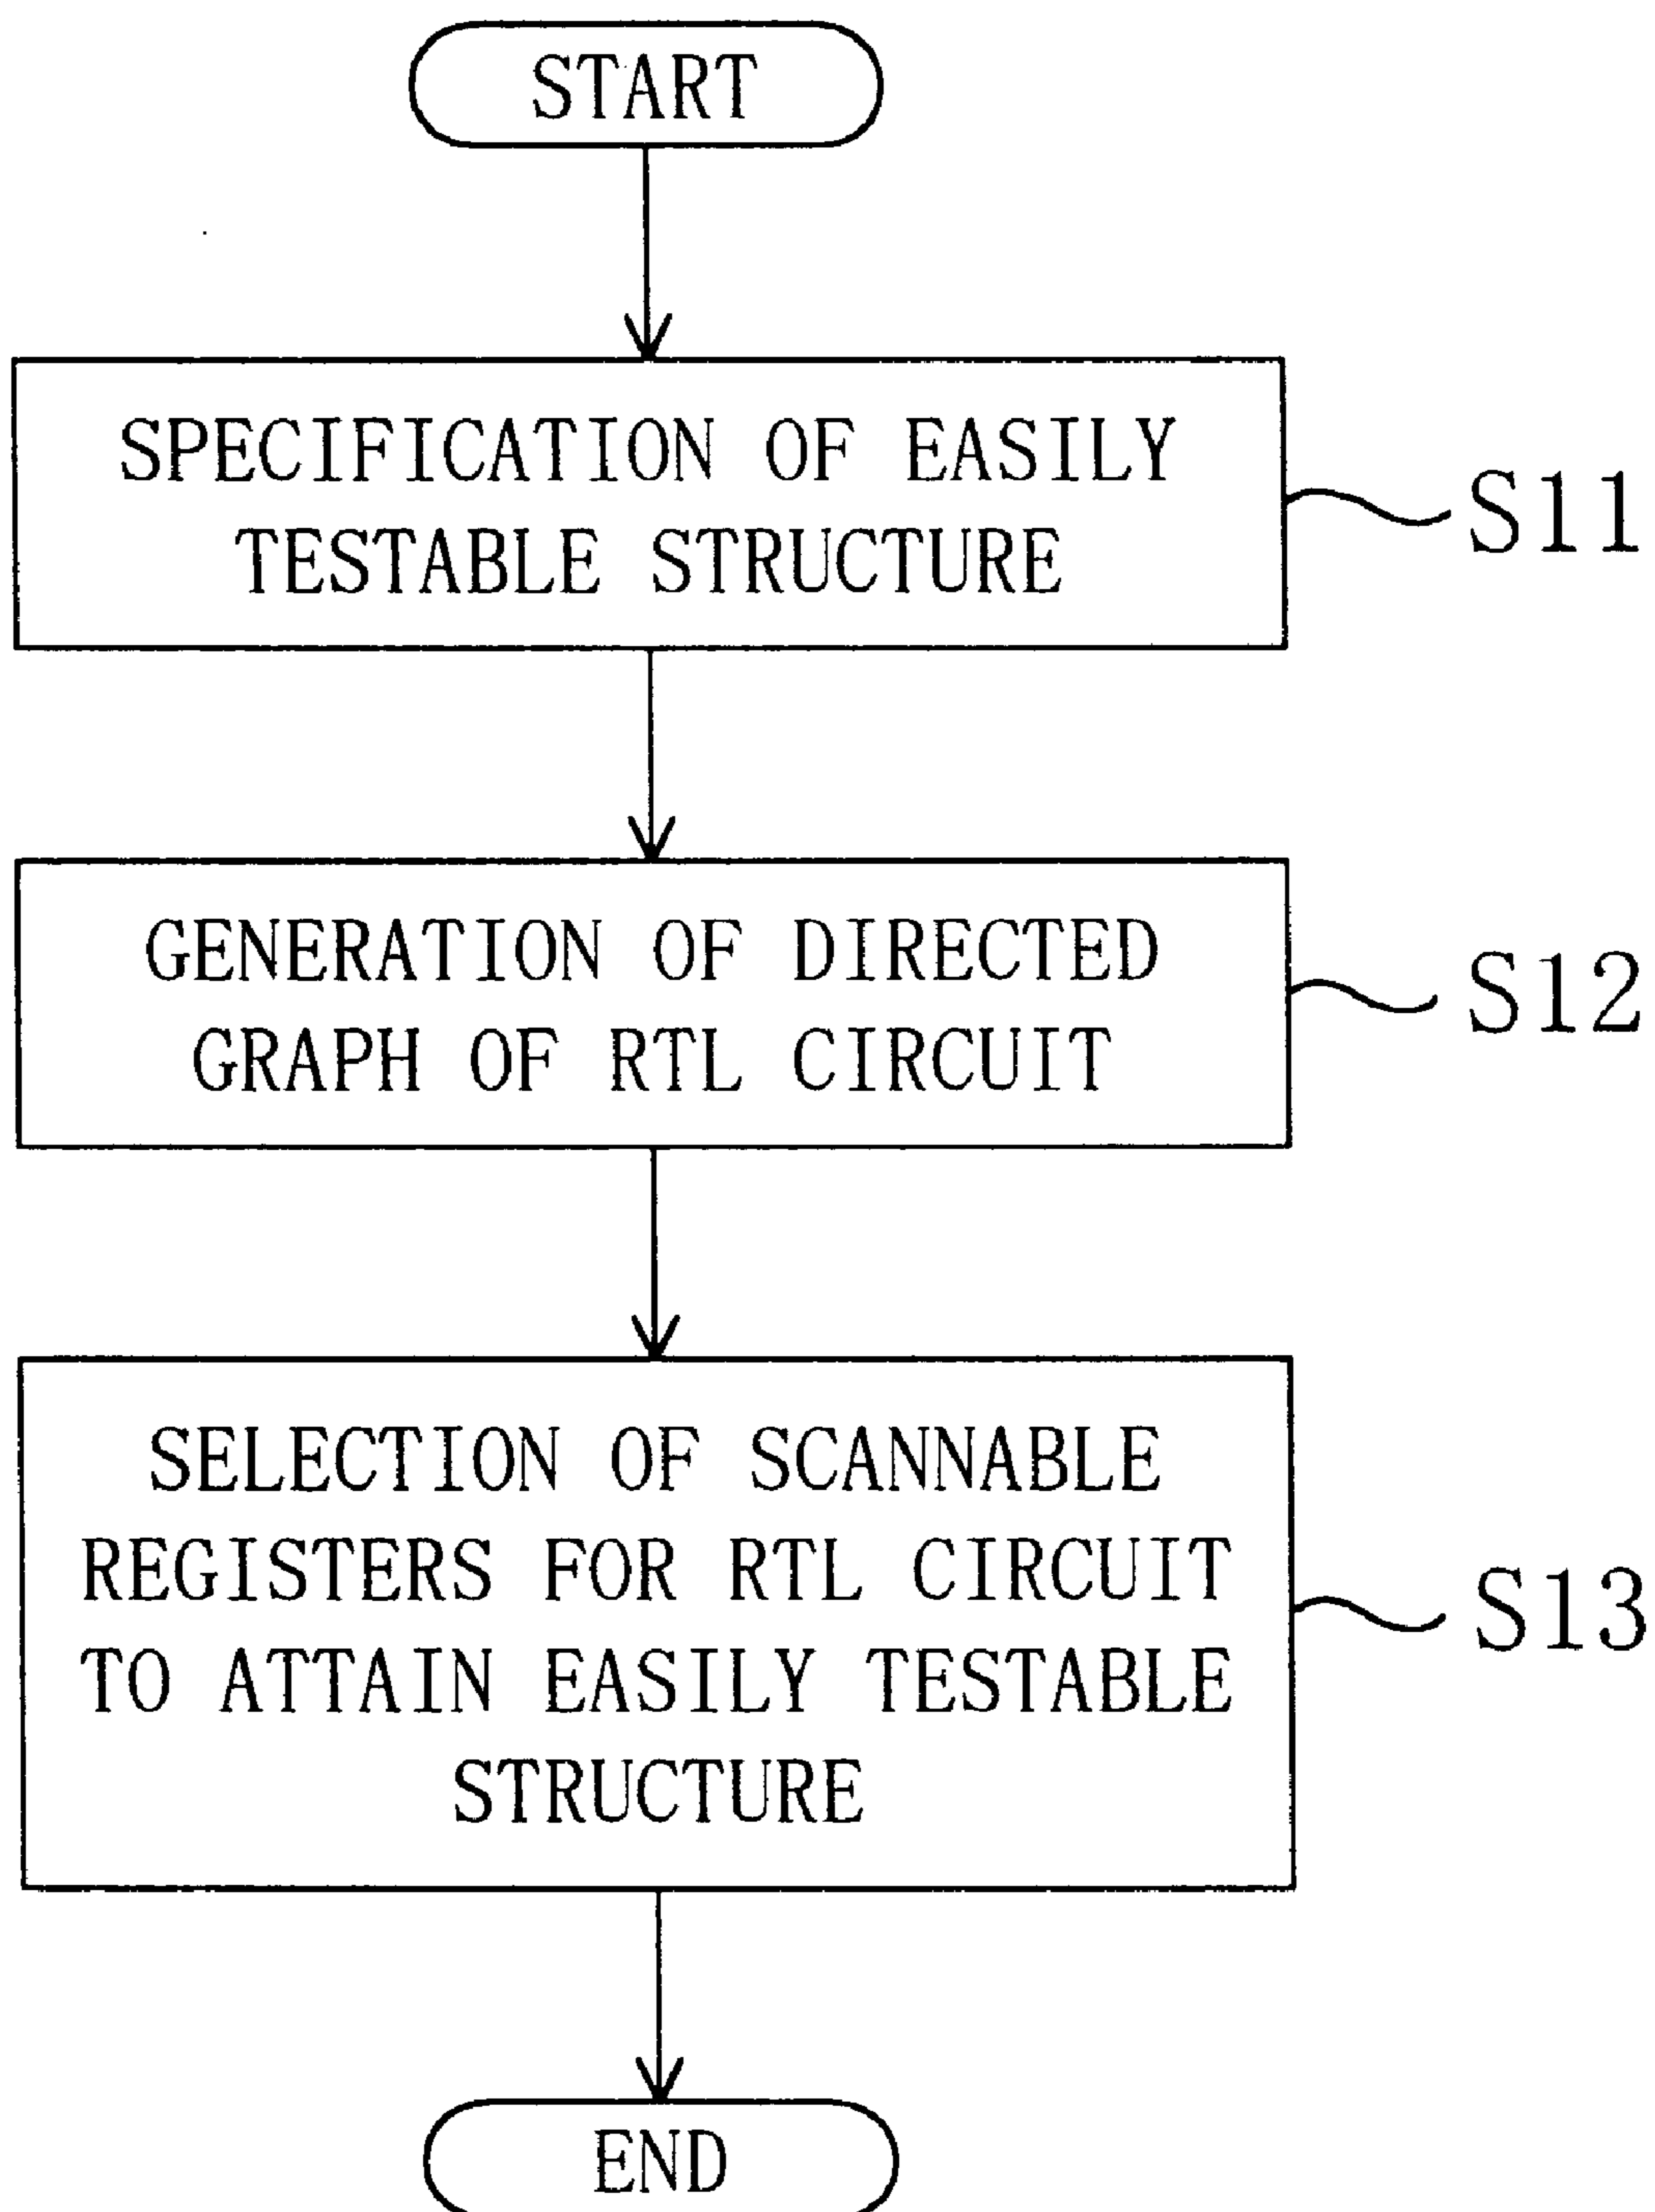 START
SPECIFICATION OF EASILY
TESTABLE STRUCTURE
S11
GENERATION OF DIRECTED
GRAPH OF RTL CIRCUIT
S12
SELECTION OF SCANNABLE
REGISTERS FOR RTL CIRCUIT
TO ATTAIN EASILY TESTABLE
STRUCTURE
S13
END